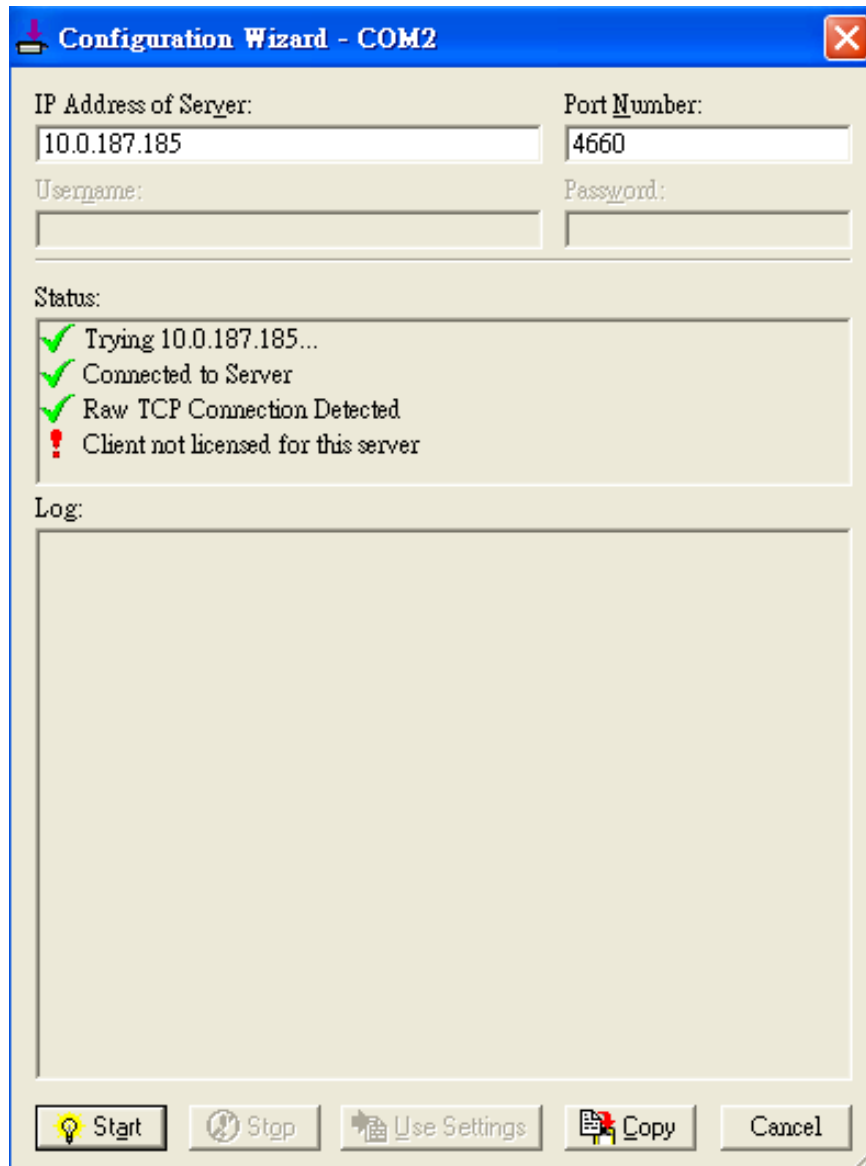 Configuration Wizard - COM2
IP Address of Server: Port Number:
10.0.187.185 4660
Username: Password:
Status:
Trying 10.0.187.185...
Connected to Server
Raw TCP Connection Detected
Client not licensed for this server
Log:
Start Stop Use Settings Copy Cancel